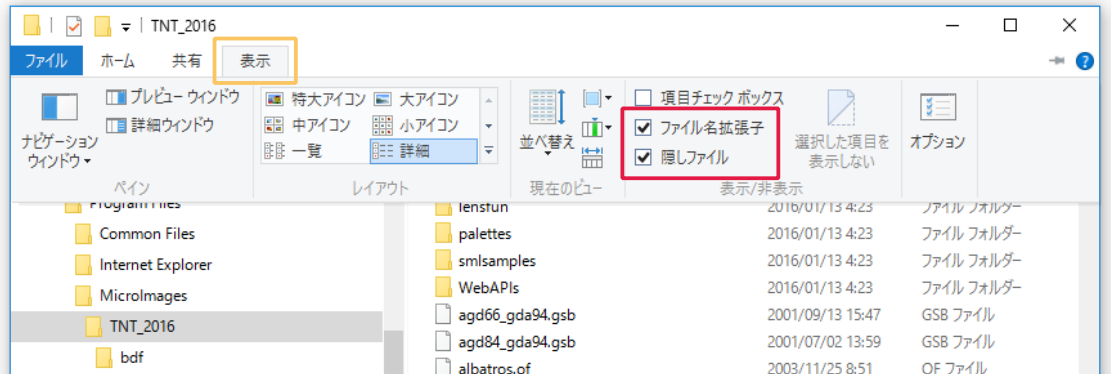 TNT_2016
ファイル ホーム 共有 表示
ナビゲーション ウィンドウ
プレビュー ウィンドウ
詳細ウィンドウ
ペイン
特大アイコン 大アイコン
中アイコン 小アイコン
一覧 詳細
レイアウト
並べ替え
現在のビュー
項目チェック ボックス
ファイル名拡張子
隠しファイル
選択した項目を
表示しない
表示/非表示
オプション
Program Files
Common Files
Internet Explorer
MicroImages
TNT_2016
bdf
lensfun 2016/01/13 4:23 ファイル フォルダー
palettes 2016/01/13 4:23 ファイル フォルダー
smlsamples 2016/01/13 4:23 ファイル フォルダー
WebAPIs 2016/01/13 4:23 ファイル フォルダー
agd66_gda94.gsb 2001/09/13 15:47 GSB ファイル
agd84_gda94.gsb 2001/07/02 13:59 GSB ファイル
albatros.of 2003/11/25 8:51 OF ファイル